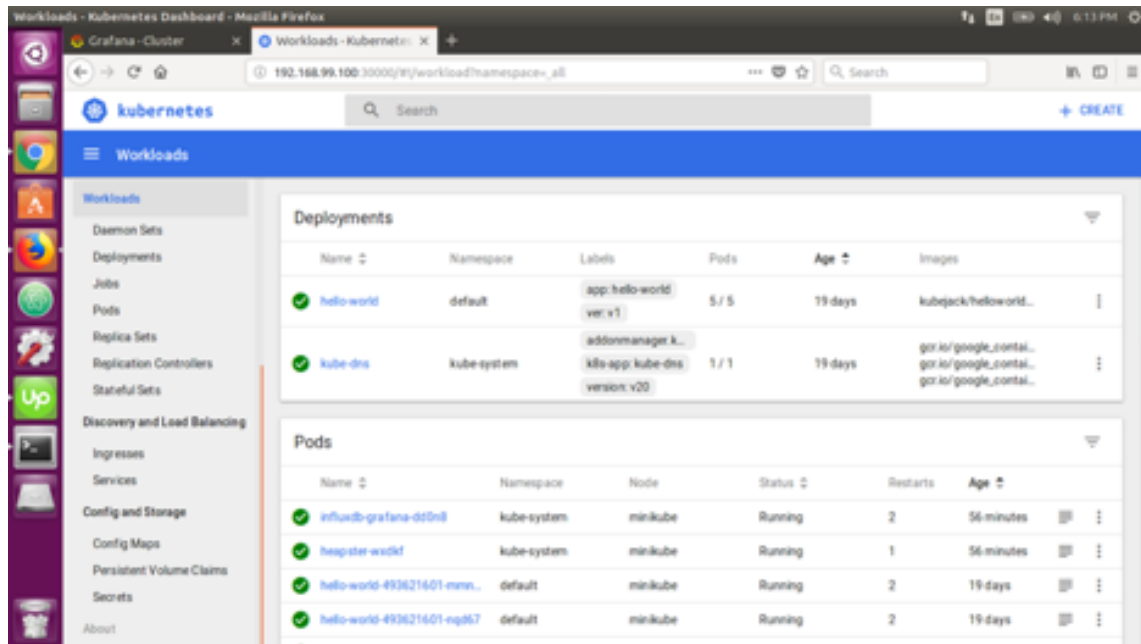 Workloads - Kubernetes Dashboard - Mozilla Firefox
En
6:13 PM
Grafana - Cluster
Workloads - Kubernetes
192.168.99.100:30000/#!/workload?namespace=_all
Search
kubernetes
Search
+ CREATE
Workloads
Workloads
Daemon Sets
Deployments
Jobs
Pods
Replica Sets
Replication Controllers
Stateful Sets
Discovery and Load Balancing
Ingresses
Services
Config and Storage
Config Maps
Persistent Volume Claims
Secrets
About
Deployments
Name Namespace Labels Pods Age Images
hello-world default app: hello-world ver: v1 5 / 5 19 days kubejack/helloworld...
kube-dns kube-system addonmanager.k... k8s-app: kube-dns version: v20 1 / 1 19 days gcr.io/google_contai... gcr.io/google_contai... gcr.io/google_contai...
Pods
Name Namespace Node Status Restarts Age
influxdb-grafana-dd0n8 kube-system minikube Running 2 56 minutes
heapster-wxdkf kube-system minikube Running 1 56 minutes
hello-world-493621601-mmn... default minikube Running 2 19 days
hello-world-493621601-nqd67 default minikube Running 2 19 days
Up